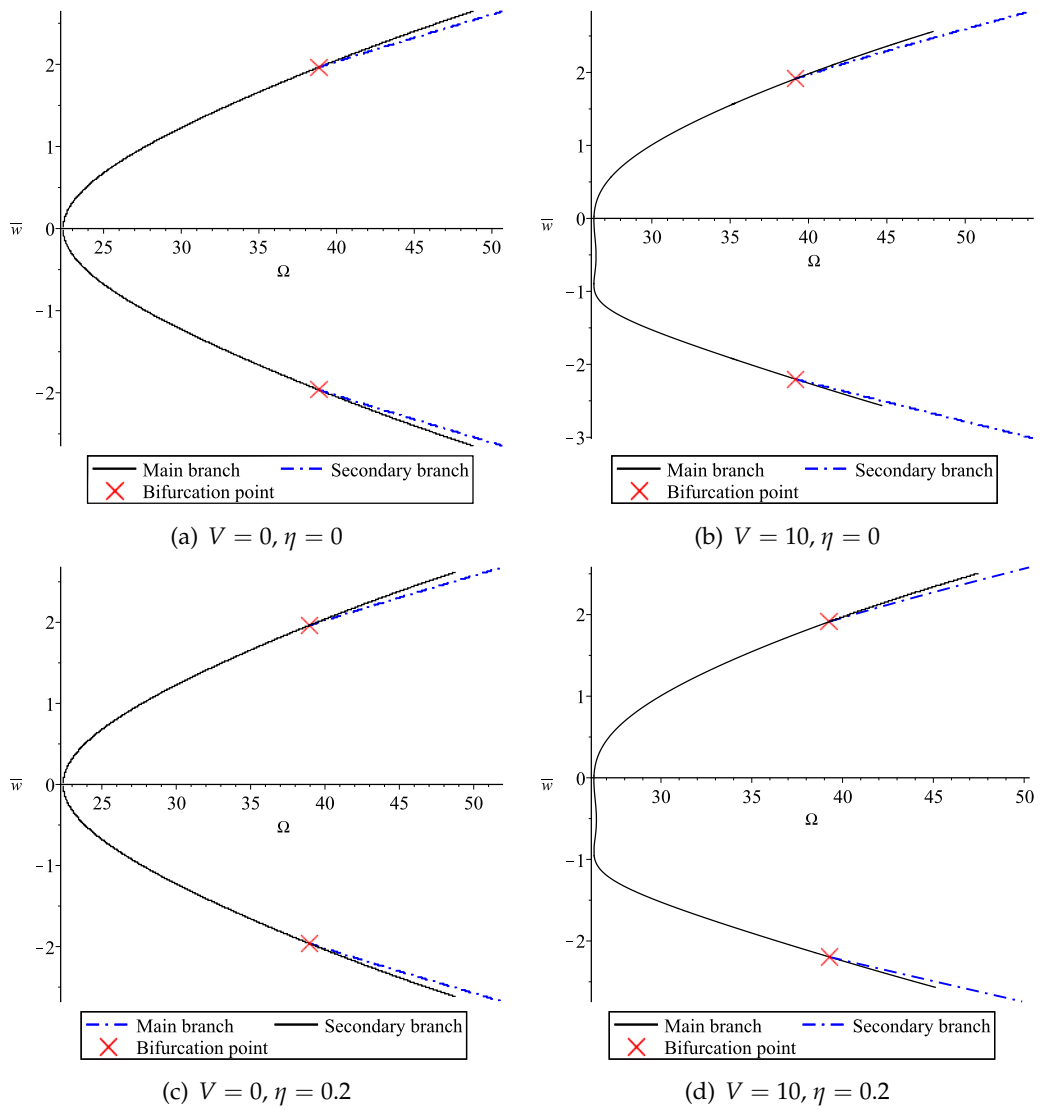 2
1
0
w̅
25 30 35 40 45 50
Ω
−1
−2
Main branch Secondary branch
Bifurcation point
(a) V = 0, η = 0
2
1
0
w̅
30 35 40 45 50
Ω
−1
−2
−3
Main branch Secondary branch
Bifurcation point
(b) V = 10, η = 0
2
1
0
w̅
25 30 35 40 45 50
Ω
−1
−2
Main branch Secondary branch
Bifurcation point
(c) V = 0, η = 0.2
2
1
0
w̅
30 40 50
Ω
−1
−2
Main branch Secondary branch
Bifurcation point
(d) V = 10, η = 0.2